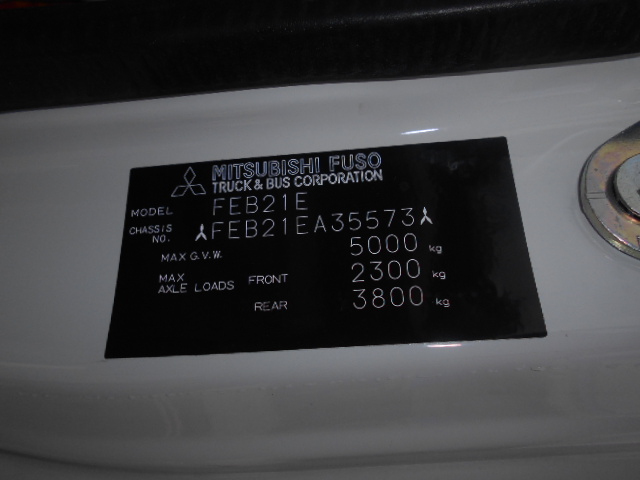 MITSUBISHI FUSO
TRUCK & BUS CORPORATION
MODEL FEB21E
CHASSIS NO. FEB21EA35573
MAX G.V.W. 5000 kg
MAX AXLE LOADS FRONT 2300 kg
REAR 3800 kg